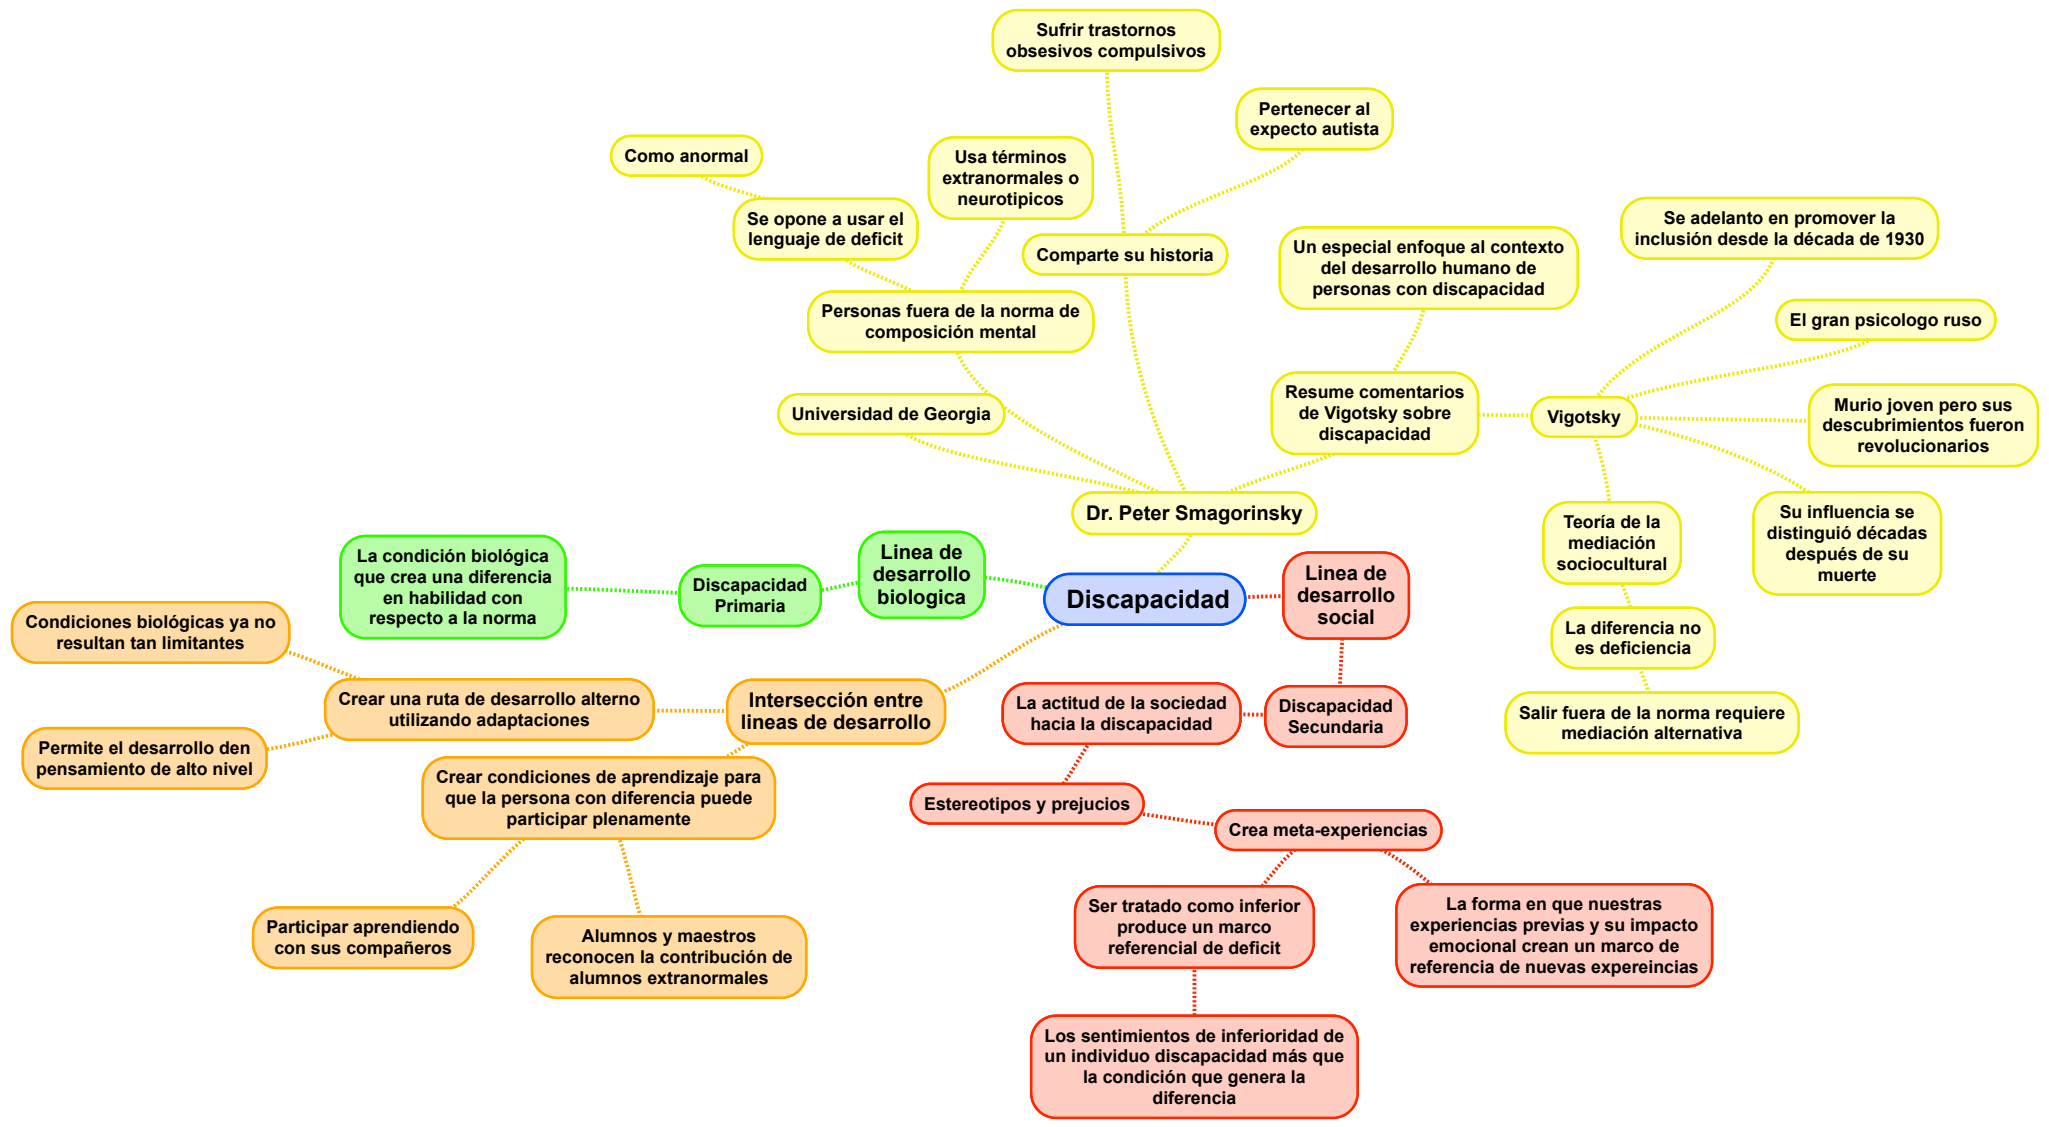 Sufrir trastornos
obsesivos compulsivos
Pertenecer al
expecto autista
Como anormal
Usa términos
extranormales o
neurotipicos
Se opone a usar el
lenguaje de deficit
Comparte su historia
Un especial enfoque al contexto
del desarrollo humano de
personas con discapacidad
Se adelanto en promover la
inclusión desde la década de 1930
Personas fuera de la norma de
composición mental
El gran psicologo ruso
Universidad de Georgia
Resume comentarios
de Vigotsky sobre
discapacidad
Vigotsky
Murio joven pero sus
descubrimientos fueron
revolucionarios
Dr. Peter Smagorinsky
Teoría de la
mediación
sociocultural
Su influencia se
distinguió décadas
después de su
muerte
La condición biológica
que crea una diferencia
en habilidad con
respecto a la norma
Discapacidad
Primaria
Linea de
desarrollo
biologica
Discapacidad
Linea de
desarrollo
social
La diferencia no
es deficiencia
Condiciones biológicas ya no
resultan tan limitantes
Crear una ruta de desarrollo alterno
utilizando adaptaciones
Intersección entre
lineas de desarrollo
La actitud de la sociedad
hacia la discapacidad
Discapacidad
Secundaria
Salir fuera de la norma requiere
mediación alternativa
Permite el desarrollo den
pensamiento de alto nivel
Crear condiciones de aprendizaje para
que la persona con diferencia puede
participar plenamente
Estereotipos y prejucios
Crea meta-experiencias
Participar aprendiendo
con sus compañeros
Alumnos y maestros
reconocen la contribución de
alumnos extranormales
Ser tratado como inferior
produce un marco
referencial de deficit
La forma en que nuestras
experiencias previas y su impacto
emocional crean un marco de
referencia de nuevas expereincias
Los sentimientos de inferioridad de
un individuo discapacidad más que
la condición que genera la
diferencia